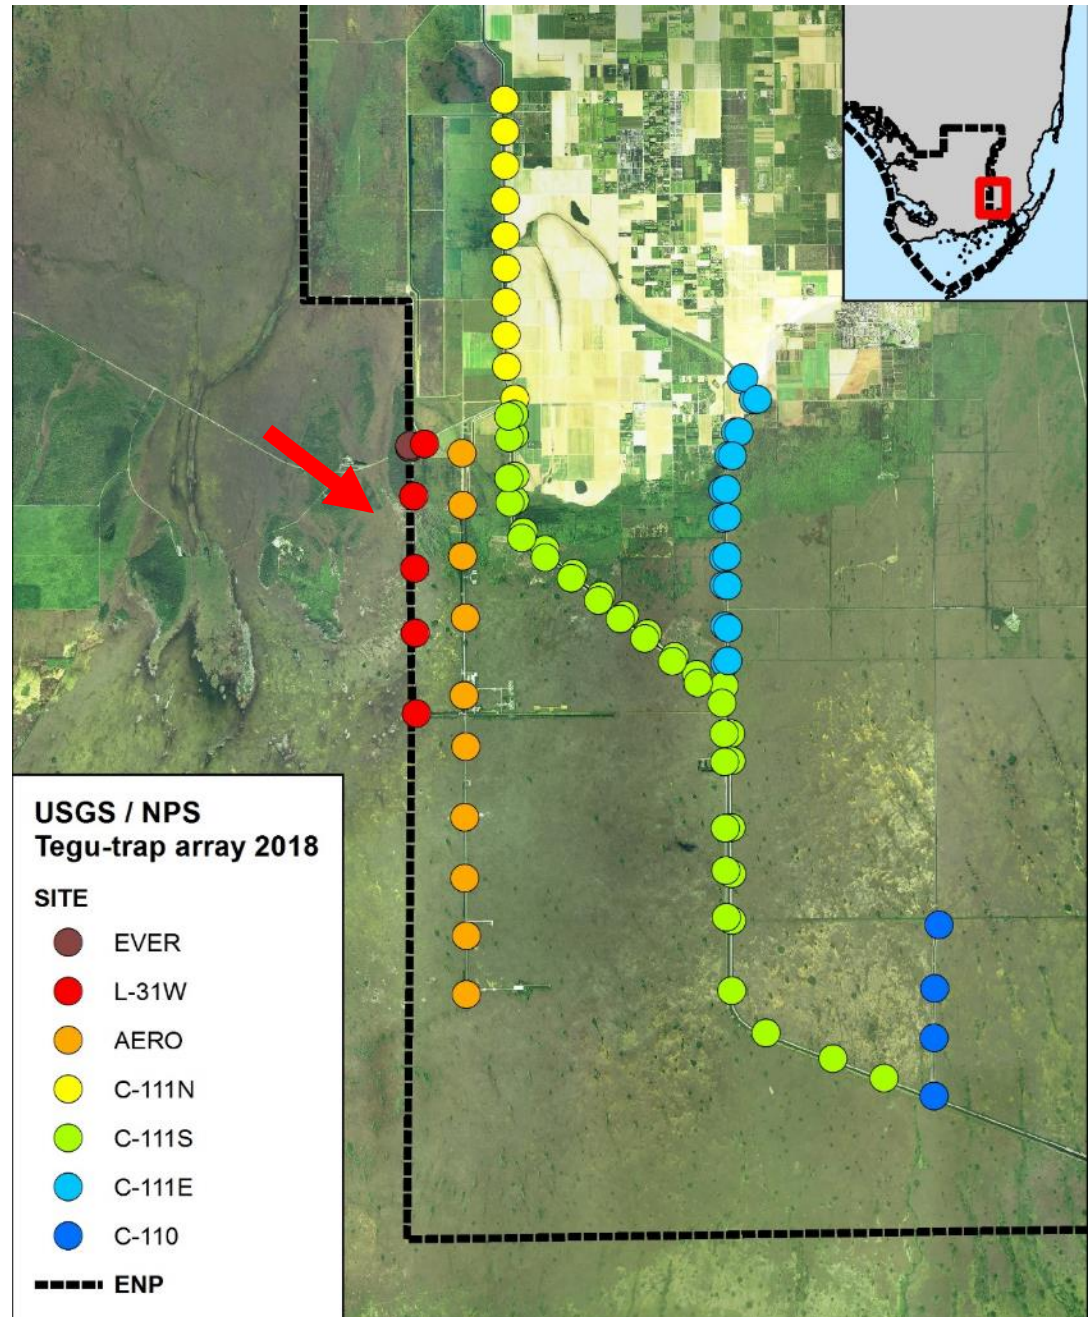 USGS / NPS
Tegu-trap array 2018
SITE
EVER
L-31W
AERO
C-111N
C-111S
C-111E
C-110
ENP